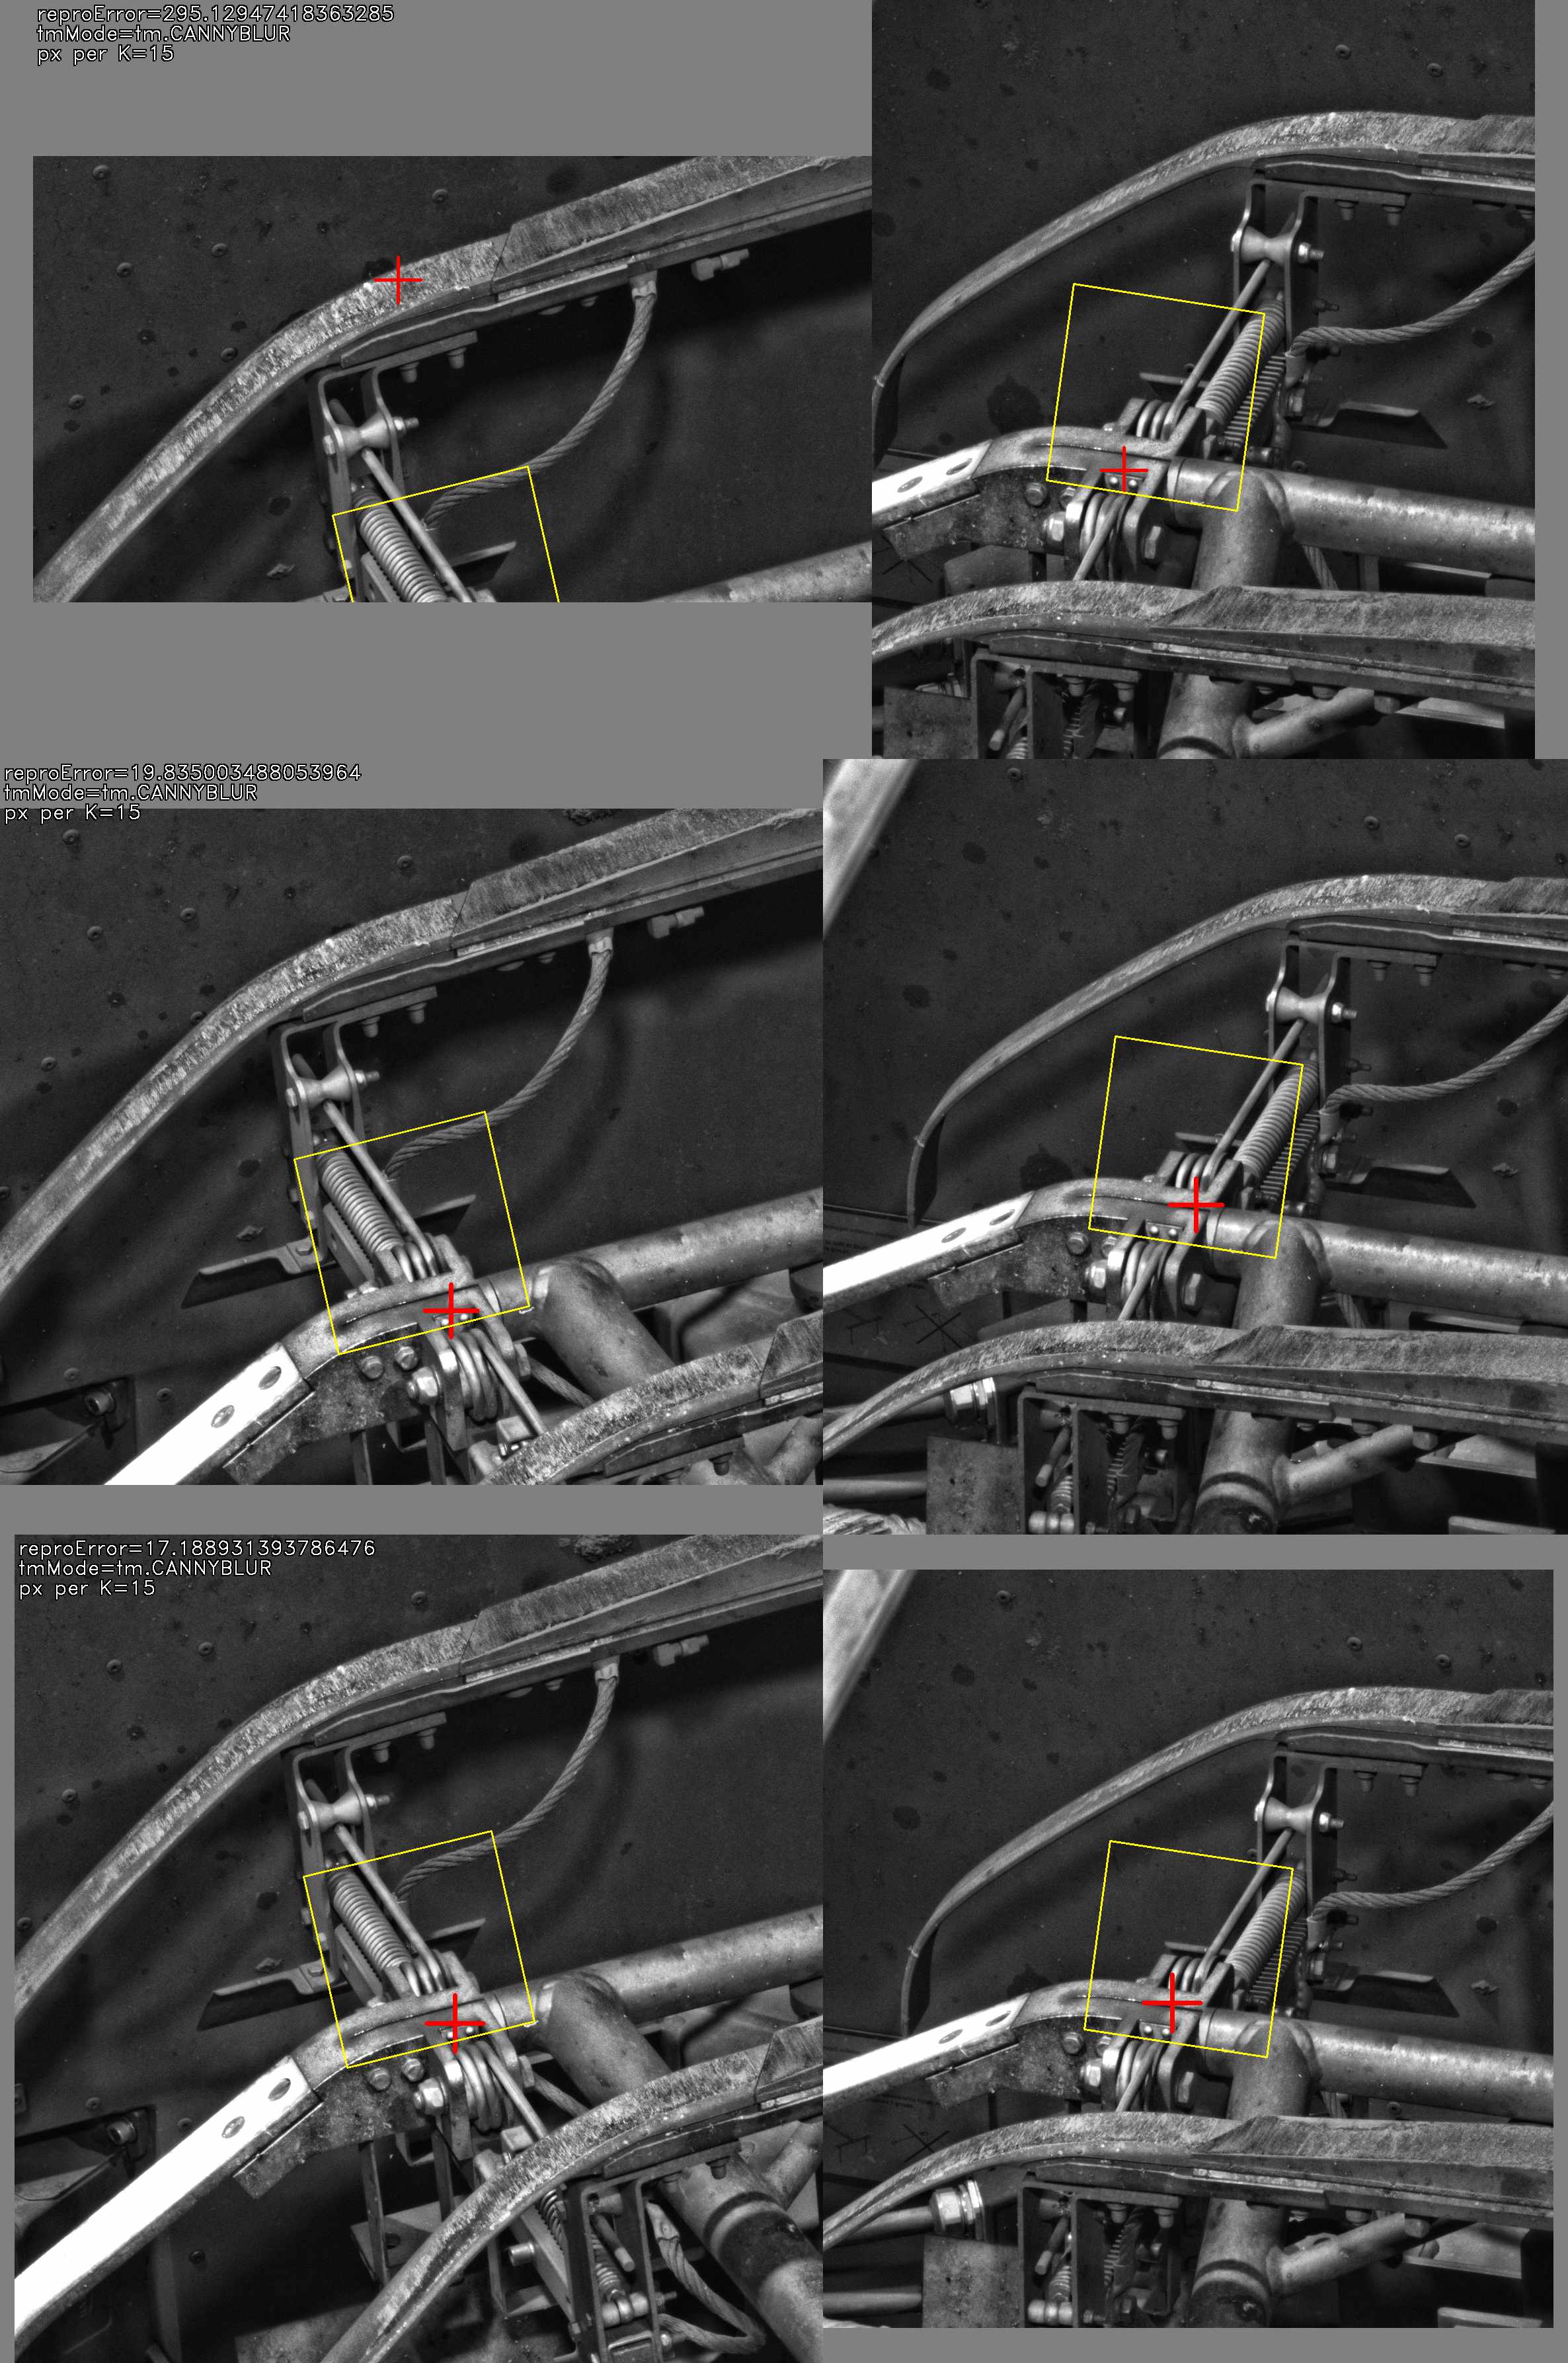 reproError=295.12947418363285
tmMode=tm.CANNYBLUR
px per K=15
reproError=19.835003488053964
tmMode=tm.CANNYBLUR
px per K=15
reproError=17.188931393786476
tmMode=tm.CANNYBLUR
px per K=15